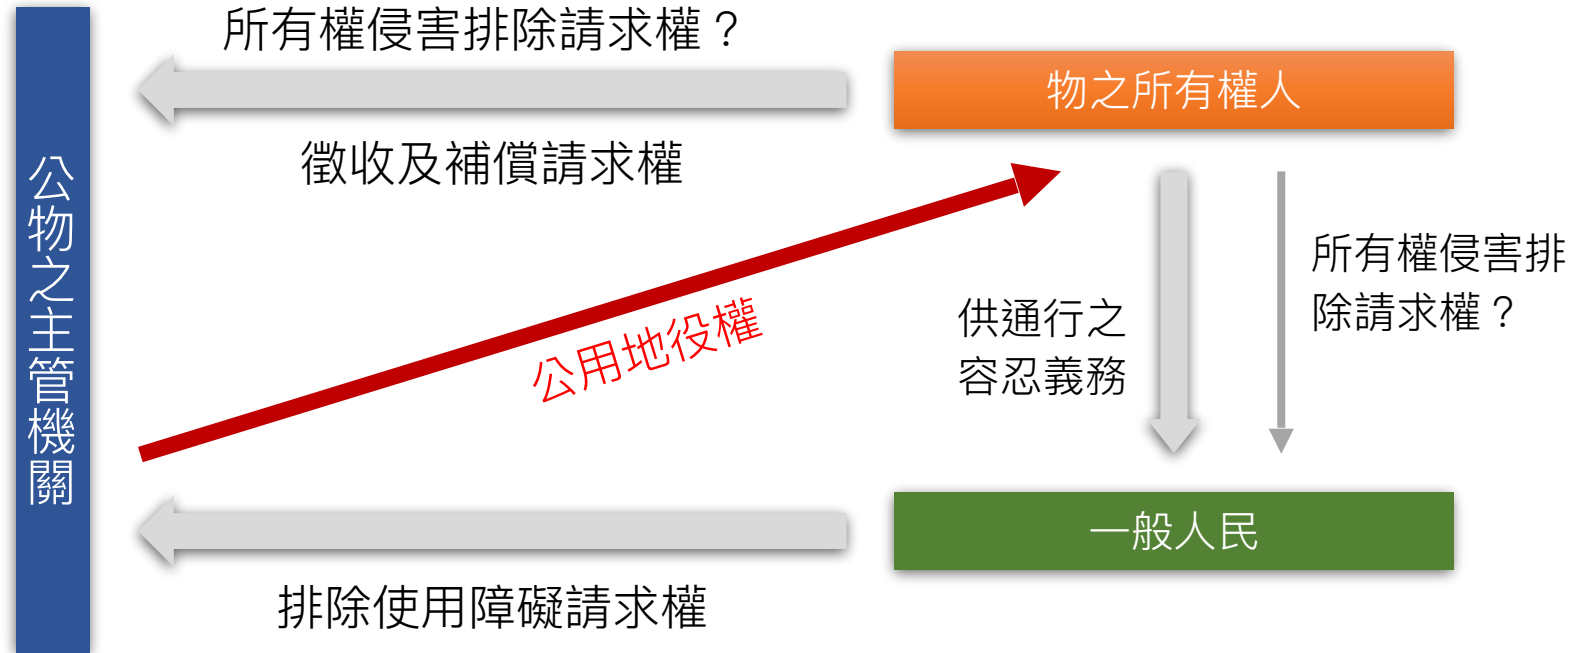 公物之主管機關
所有權侵害排除請求權？
徵收及補償請求權
物之所有權人
公用地役權
供通行之
容忍義務
所有權侵害排
除請求權？
排除使用障礙請求權
一般人民